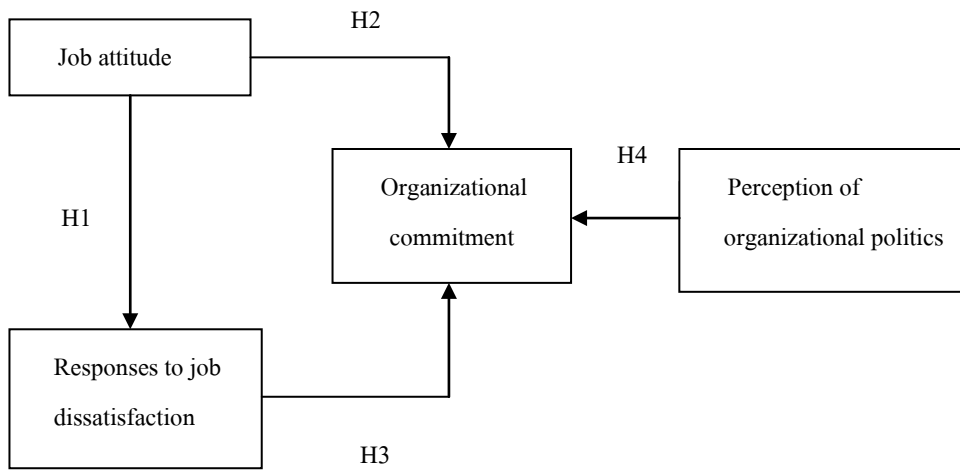 H2
Job attitude
H4
Organizational
commitment
Perception of
organizational politics
H1
Responses to job
dissatisfaction
H3